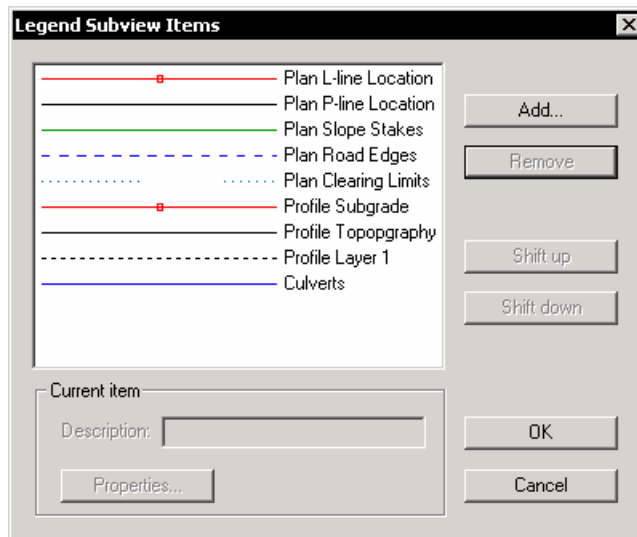 Legend Subview Items
Plan L-line Location
Plan P-line Location
Plan Slope Stakes
Plan Road Edges
Plan Clearing Limits
Profile Subgrade
Profile Topopgraphy
Profile Layer 1
Culverts
Add...
Remove
Shift up
Shift down
Current item
Description:
Properties...
OK
Cancel